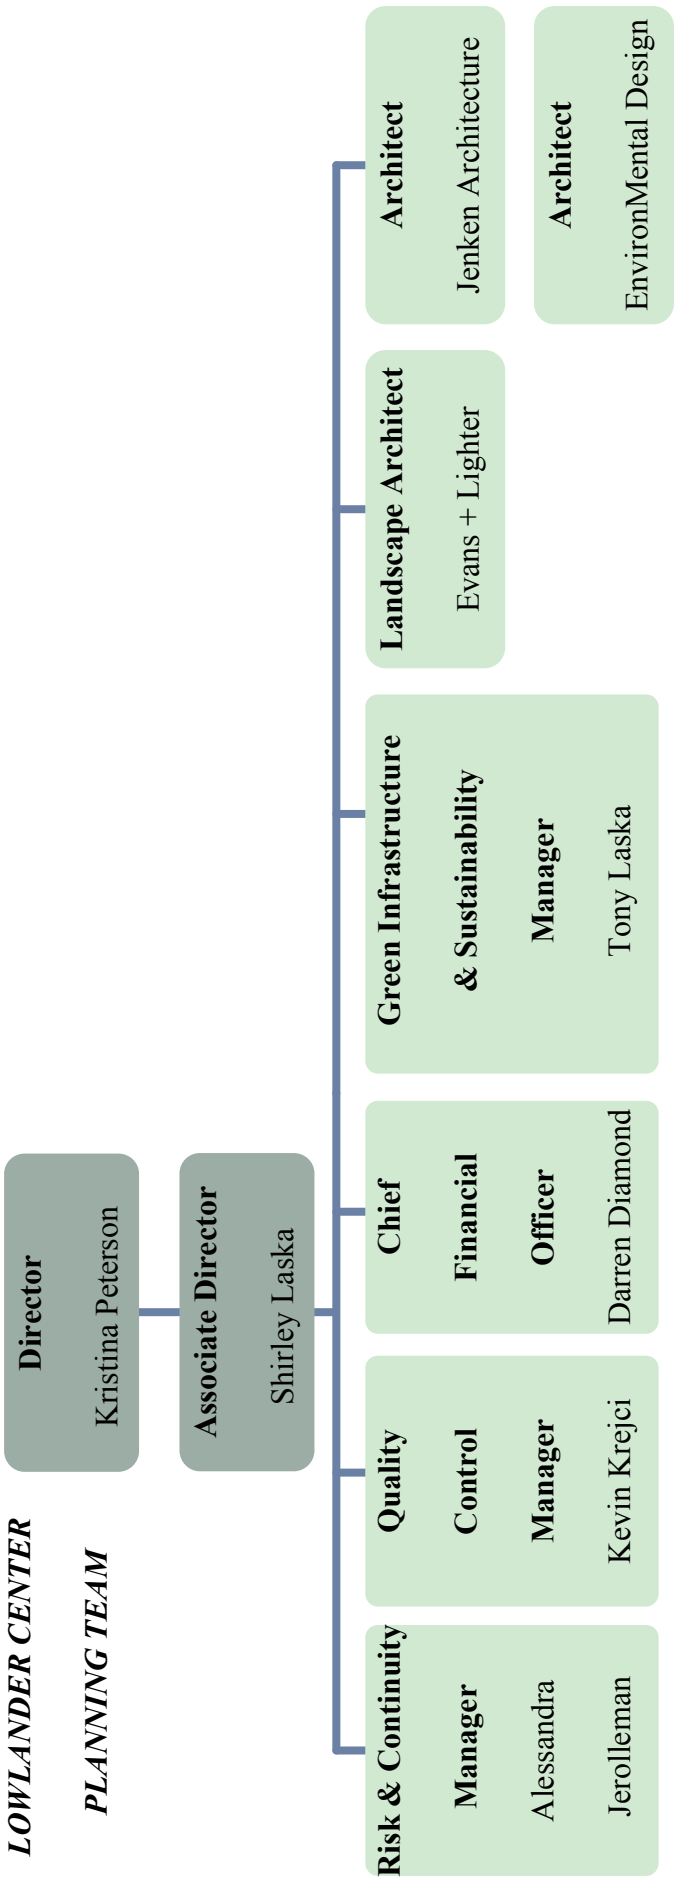 LOWLANDER CENTER
PLANNING TEAM
Director
Kristina Peterson
Associate Director
Shirley Laska
Risk & Continuity
Manager
Alessandra
Jerolleman
Quality
Control
Manager
Kevin Krejci
Chief
Financial
Officer
Darren Diamond
Green Infrastructure
& Sustainability
Manager
Tony Laska
Landscape Architect
Evans + Lighter
Architect
Jenken Architecture
Architect
EnvironMental Design